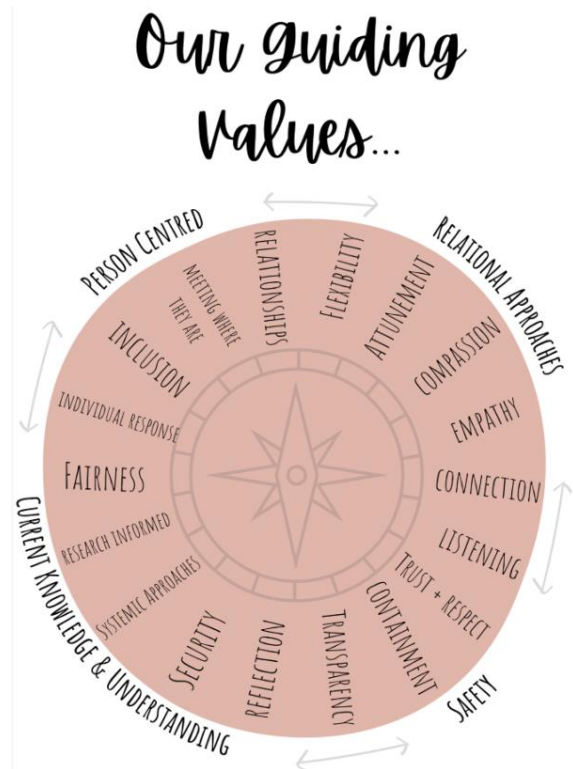 Our Guiding
Values...
PERSON CENTRED
RELATIONAL APPROACHES
SAFETY
CURRENT KNOWLEDGE & UNDERSTANDING
RELATIONSHIPS
FLEXIBILITY
ATTUNEMENT
COMPASSION
EMPATHY
CONNECTION
LISTENING
TRUST + RESPECT
CONTAINMENT
TRANSPARENCY
REFLECTION
SECURITY
SYSTEMIC APPROACHES
RESEARCH INFORMED
FAIRNESS
INDIVIDUAL RESPONSE
INCLUSION
MEETING WHERE
THEY ARE